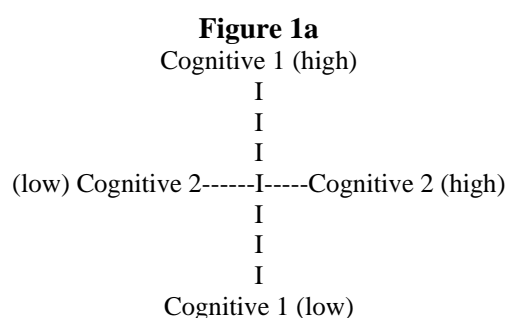 Figure 1a
Cognitive 1 (high)
I
I
I
(low) Cognitive 2------I-----Cognitive 2 (high)
I
I
I
Cognitive 1 (low)